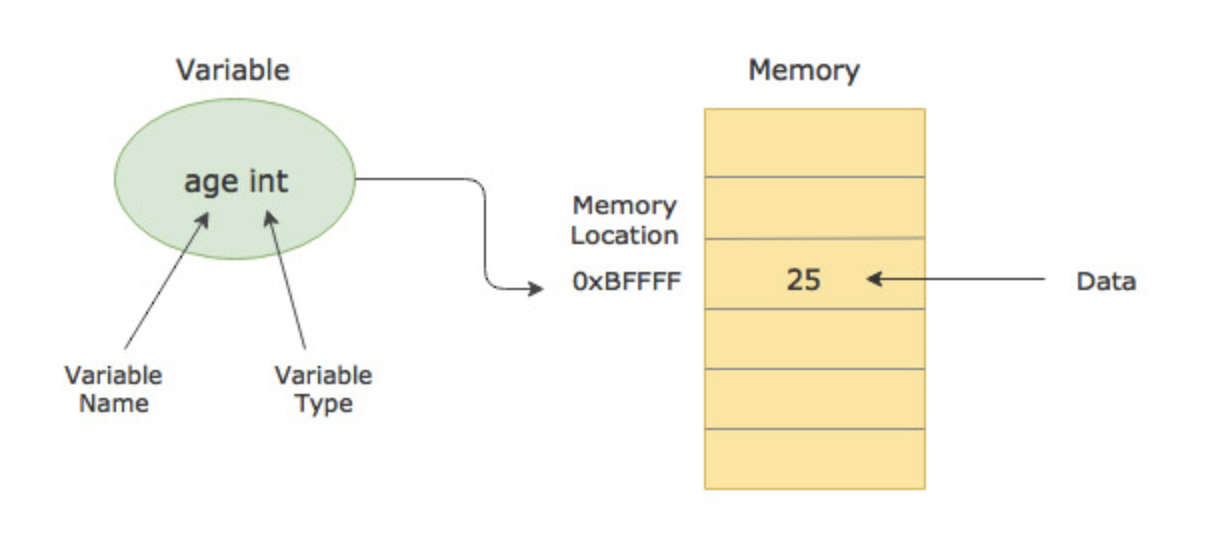 Variable
age int
Variable
Name
Variable
Type
Memory
Memory
Location
0xBFFFF
25
Data